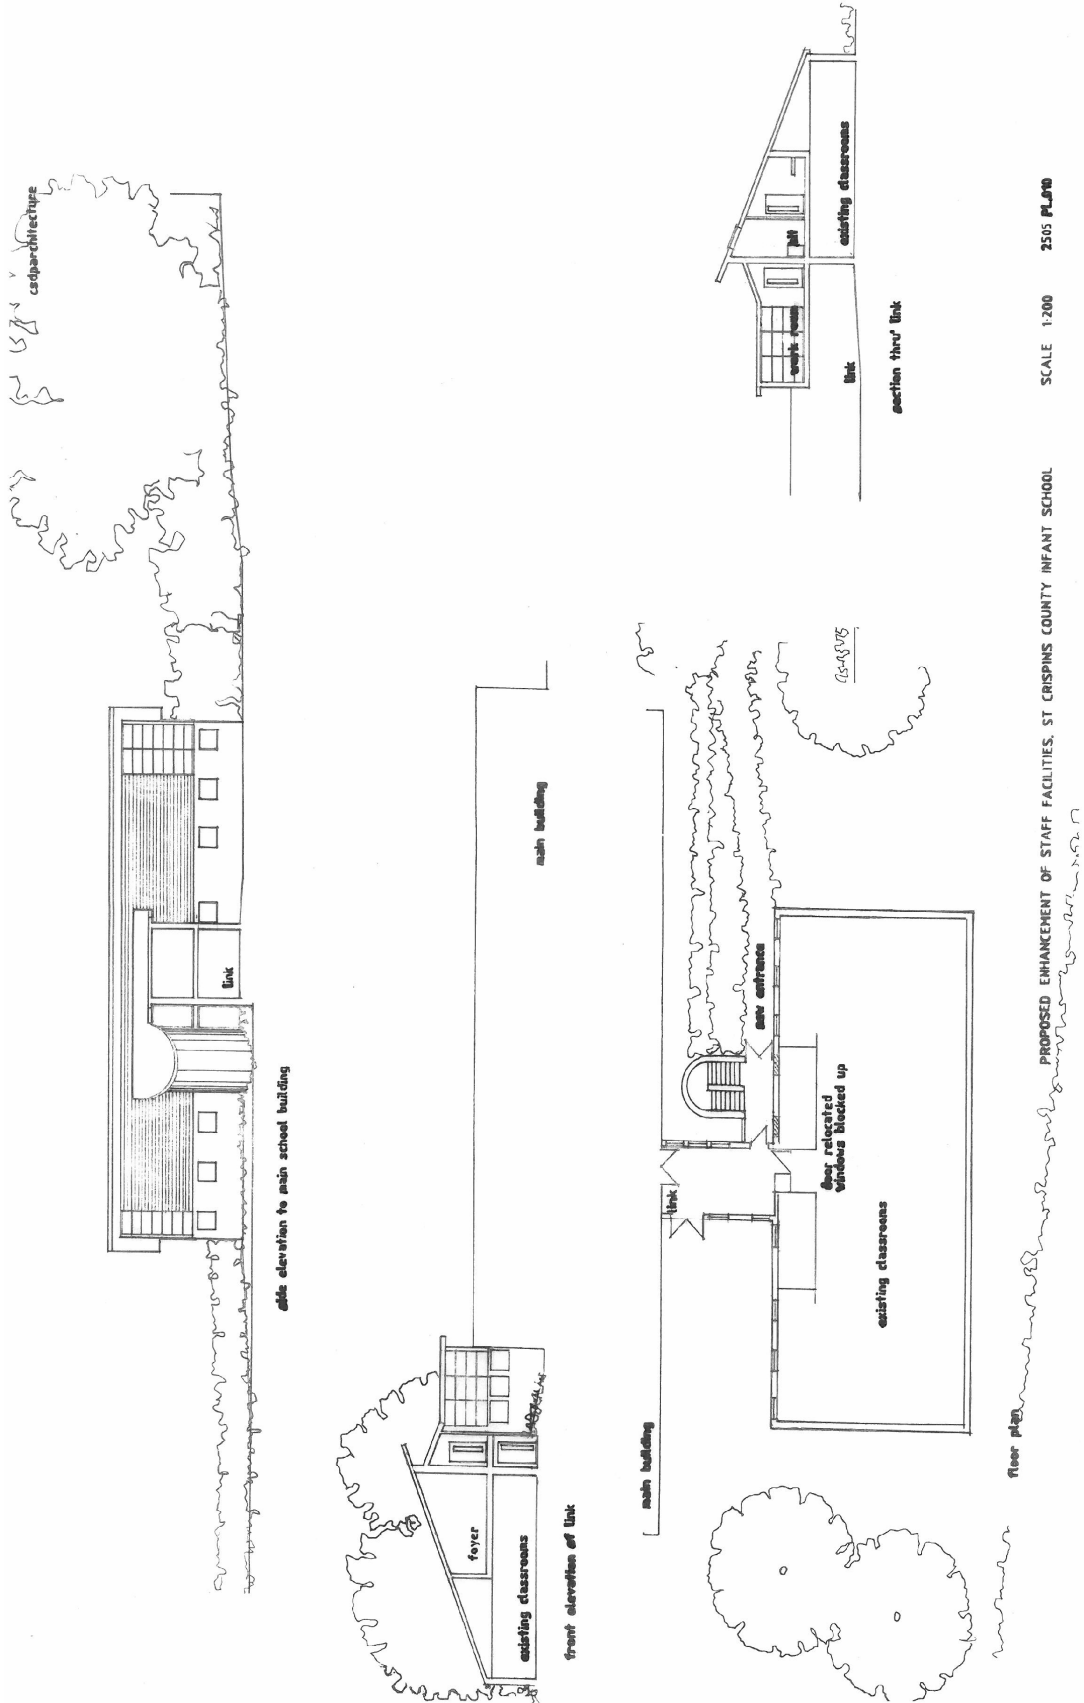 csdparchitecture
link
side elevation to main school building
main building
foyer
existing classrooms
front elevation of link
work room
pit
existing classrooms
link
section thru' link
main building
link
new entrance
door relocated
windows blocked up
existing classrooms
floor plan
PROPOSED ENHANCEMENT OF STAFF FACILITIES, ST CRISPINS COUNTY INFANT SCHOOL
SCALE 1:200
2505 PL.010